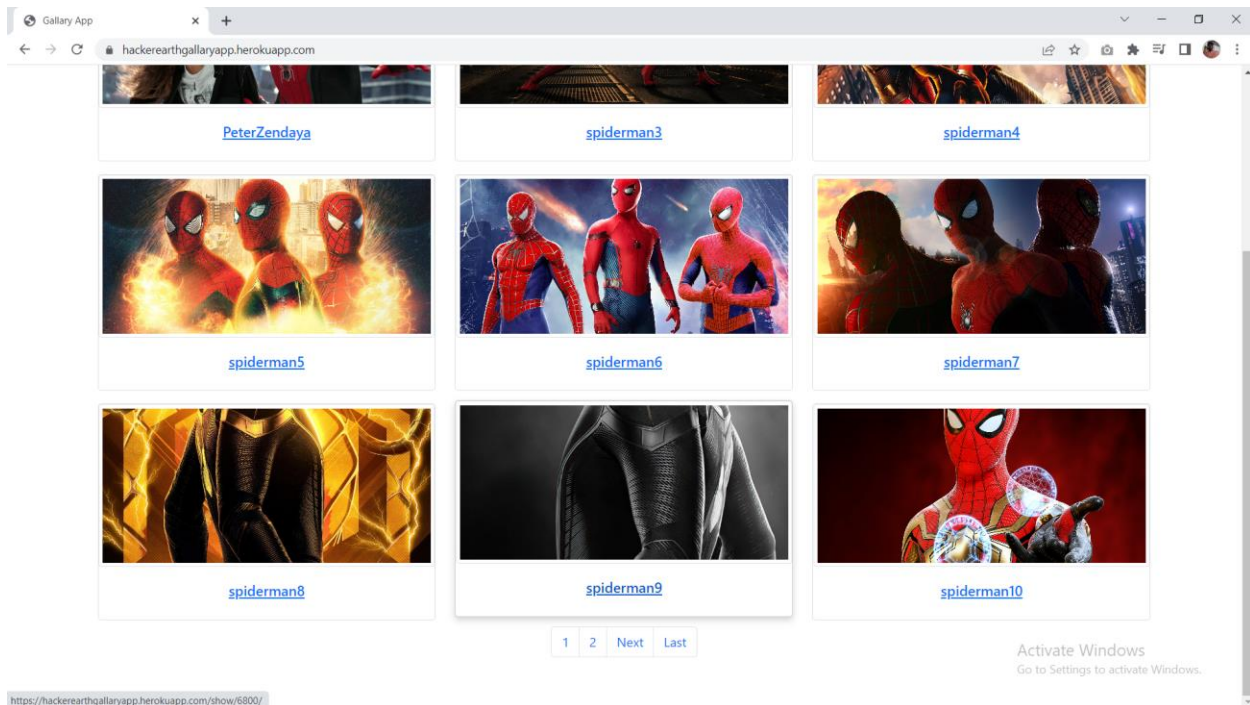 Gallary App
hackerearthgallaryapp.herokuapp.com
PeterZendaya
spiderman3
spiderman4
spiderman5
spiderman6
spiderman7
spiderman8
spiderman9
spiderman10
1 2 Next Last
Activate Windows
Go to Settings to activate Windows.
https://hackerearthgallaryapp.herokuapp.com/show/6800/